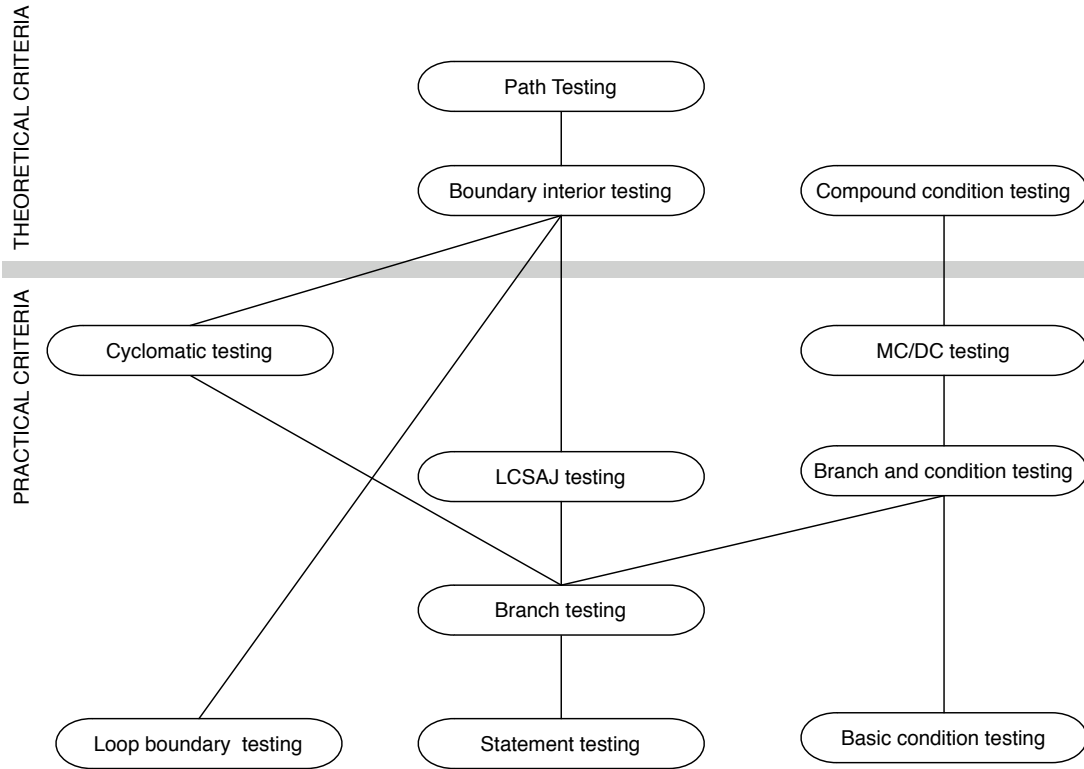 THEORETICAL CRITERIA
Path Testing
Boundary interior testing
Compound condition testing
PRACTICAL CRITERIA
Cyclomatic testing
MC/DC testing
LCSAJ testing
Branch and condition testing
Branch testing
Loop boundary testing
Statement testing
Basic condition testing